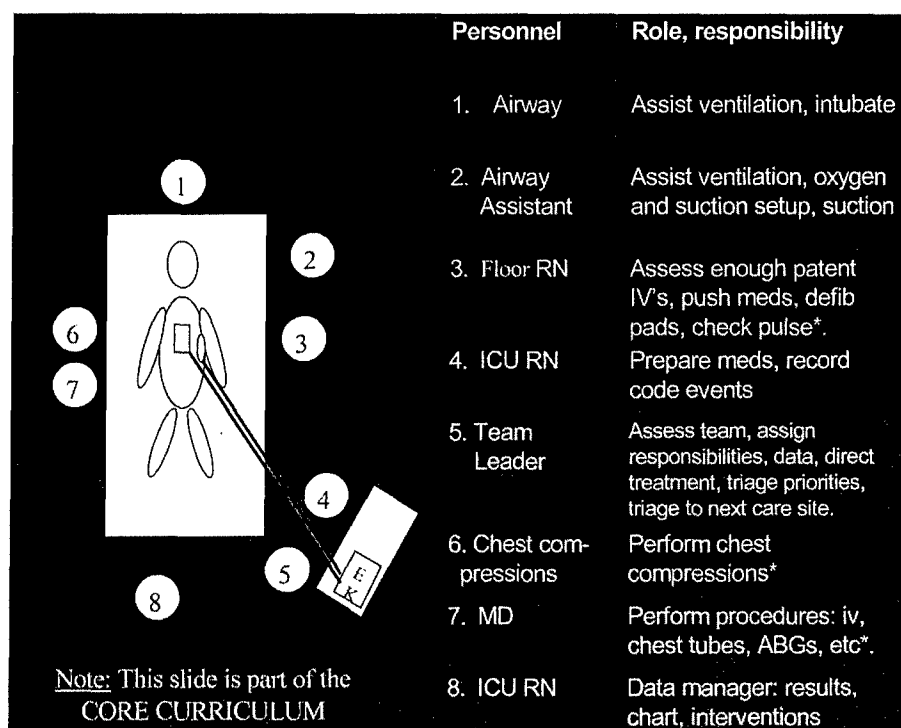 Personnel Role, responsibility
1. Airway Assist ventilation, intubate
2. Airway Assist ventilation, oxygen
Assistant and suction setup, suction
3. Floor RN Assess enough patent
IV's, push meds, defib
pads, check pulse*.
4. ICU RN Prepare meds, record
code events
5. Team Assess team, assign
Leader responsibilities, data, direct
treatment, triage priorities,
triage to next care site.
6. Chest com- Perform chest
pressions compressions*
7. MD Perform procedures: iv,
chest tubes, ABGs, etc*.
8. ICU RN Data manager: results,
chart, interventions
1
2
3
6
7
4
5
8
E
K
Note: This slide is part of the
CORE CURRICULUM